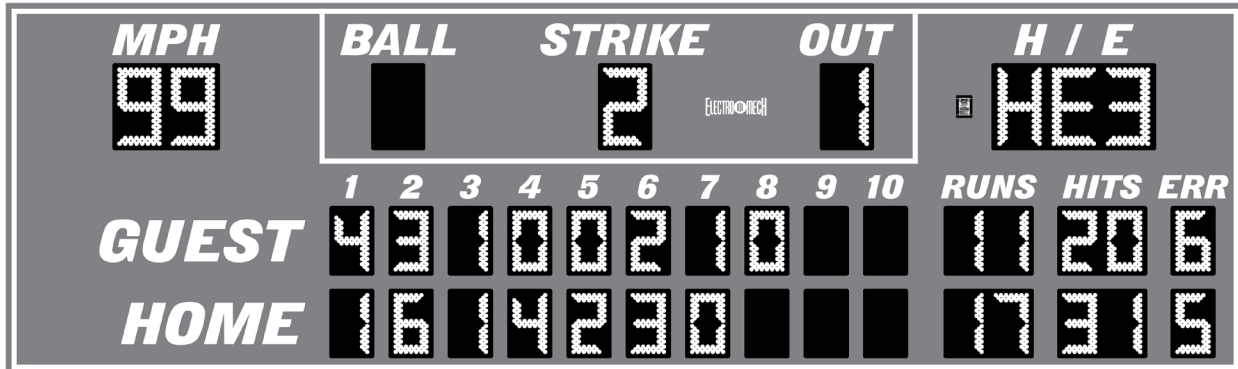 MPH BALL STRIKE OUT H / E
99 2 ELECTRO-MECH 1 HE3
1 2 3 4 5 6 7 8 9 10 RUNS HITS ERR
GUEST 4 3 1 0 0 2 1 0 11 20 6
HOME 1 6 1 4 2 3 0 17 31 5